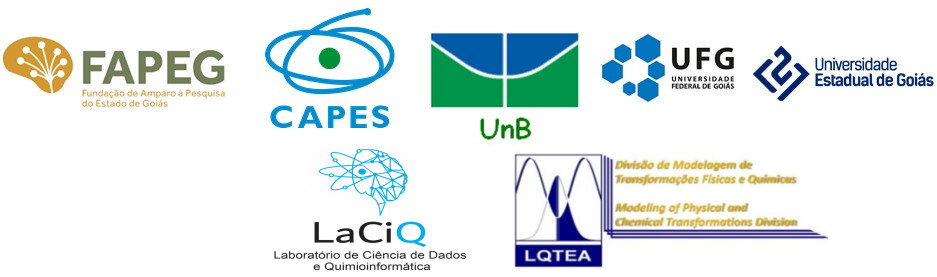 FAPEG
Fundação de Amparo à Pesquisa
do Estado de Goiás
CAPES
UnB
UFG
UNIVERSIDADE
FEDERAL DE GOIÁS
Universidade
Estadual de Goiás
LaCiQ
Laboratório de Ciência de Dados
e Quimioinformática
LQTEA
Divisão de Modelagem de
Transformações Físicas e Químicas
Modeling of Physical and
Chemical Transformations Division